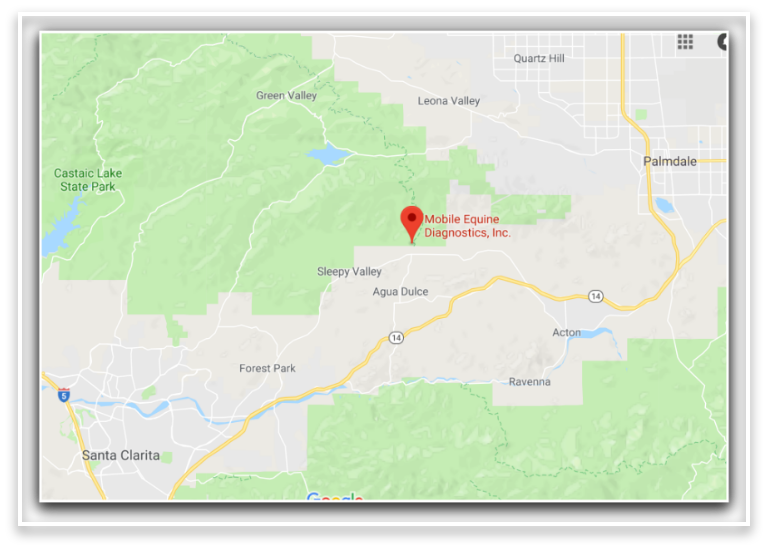 Quartz Hill
Green Valley
Leona Valley
Palmdale
Castaic Lake
State Park
Mobile Equine
Diagnostics, Inc.
Sleepy Valley
Agua Dulce
14
Acton
14
Forest Park
Ravenna
5
Santa Clarita
Google